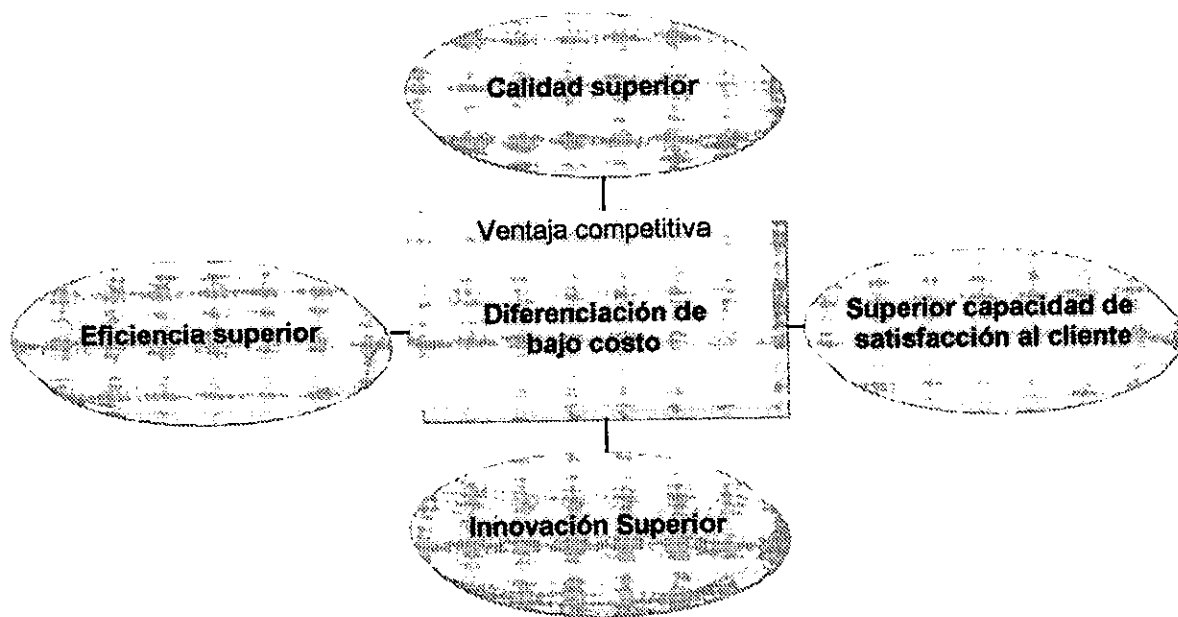 Calidad superior
Ventaja competitiva
Eficiencia superior
Diferenciación de
bajo costo
Superior capacidad de
satisfacción al cliente
Innovación Superior